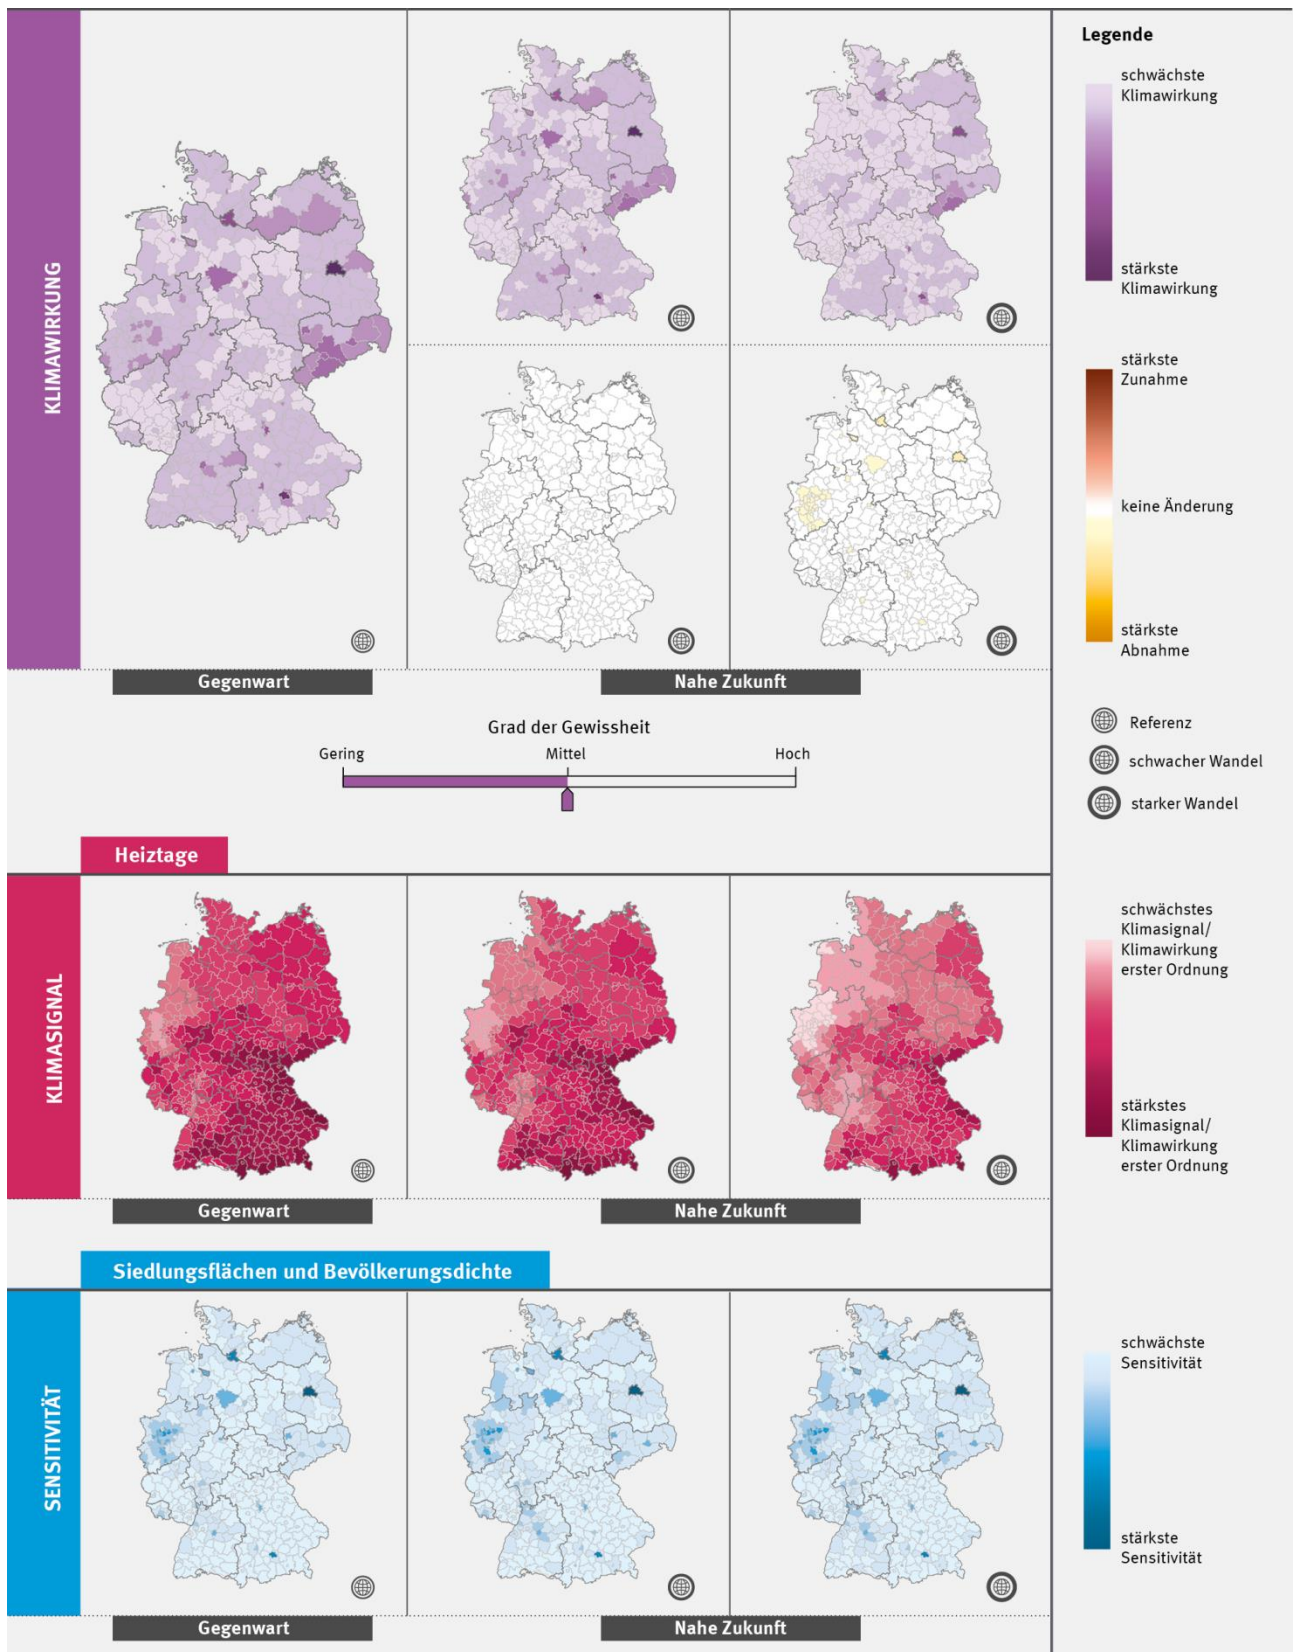 KLIMAWIRKUNG
Gegenwart
Nahe Zukunft
Grad der Gewissheit
Gering
Mittel
Hoch
Heiztage
KLIMASIGNAL
Gegenwart
Nahe Zukunft
Siedlungsflächen und Bevölkerungsdichte
SENSITIVITÄT
Gegenwart
Nahe Zukunft
Legende
schwächste
Klimawirkung
stärkste
Klimawirkung
stärkste
Zunahme
keine Änderung
stärkste
Abnahme
Referenz
schwacher Wandel
starker Wandel
schwächstes
Klimasignal/
Klimawirkung
erster Ordnung
stärkstes
Klimasignal/
Klimawirkung
erster Ordnung
schwächste
Sensitivität
stärkste
Sensitivität